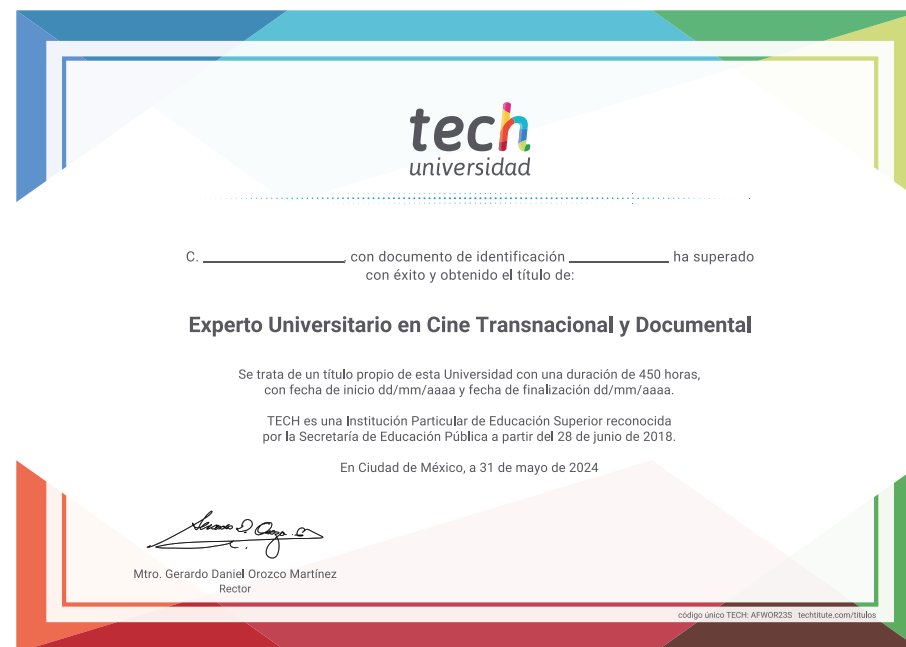 tech
universidad
C. ____________________, con documento de identificación ______________ ha superado
con éxito y obtenido el título de:
Experto Universitario en Cine Transnacional y Documental
Se trata de un título propio de esta Universidad con una duración de 450 horas,
con fecha de inicio dd/mm/aaaa y fecha de finalización dd/mm/aaaa.
TECH es una Institución Particular de Educación Superior reconocida
por la Secretaría de Educación Pública a partir del 28 de junio de 2018.
En Ciudad de México, a 31 de mayo de 2024
Mtro. Gerardo Daniel Orozco Martínez
Rector
código único TECH: AFWOR23S techtitute.com/titulos